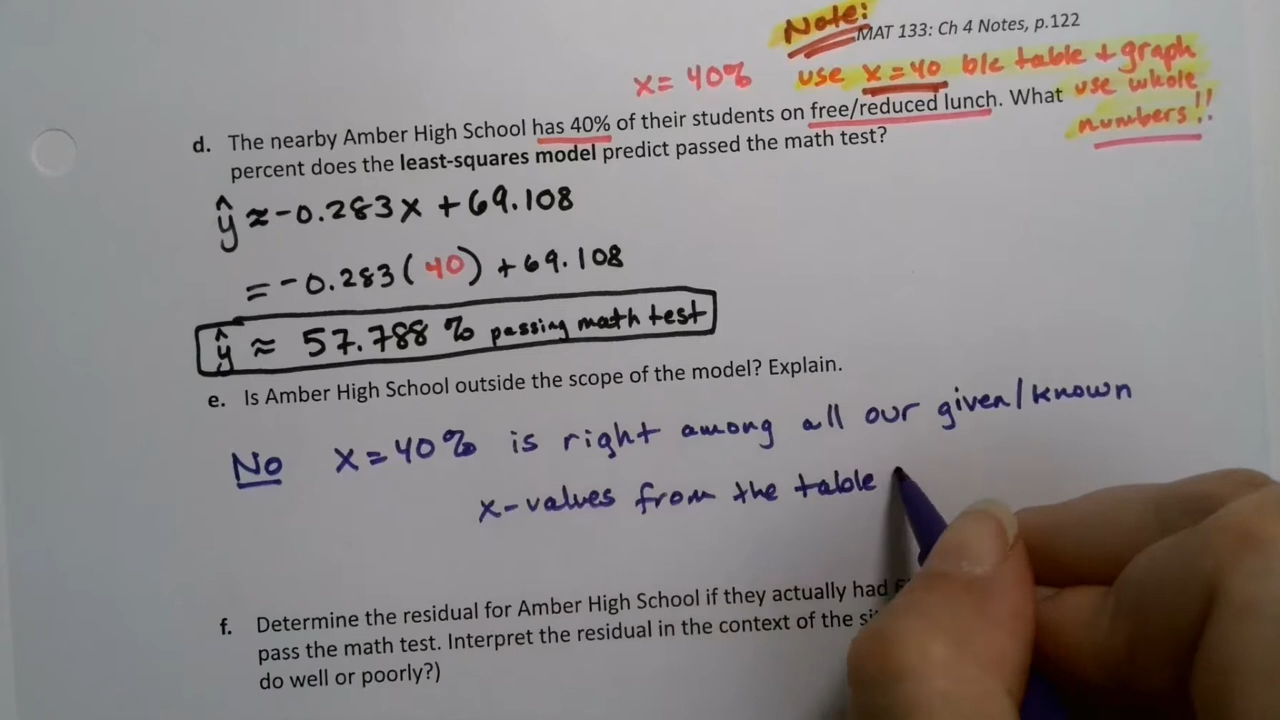 Note:
MAT 133: Ch 4 Notes, p.122
x = 40% use x = 40 b/c table + graph
use whole
numbers!!
d. The nearby Amber High School has 40% of their students on free/reduced lunch. What
percent does the least-squares model predict passed the math test?
ŷ ≈ -0.283x + 69.108
= -0.283(40) + 69.108
ŷ ≈ 57.788 % passing math test
e. Is Amber High School outside the scope of the model? Explain.
No x = 40% is right among all our given/known
x-values from the table
f. Determine the residual for Amber High School if they actually had
pass the math test. Interpret the residual in the context of the
do well or poorly?)